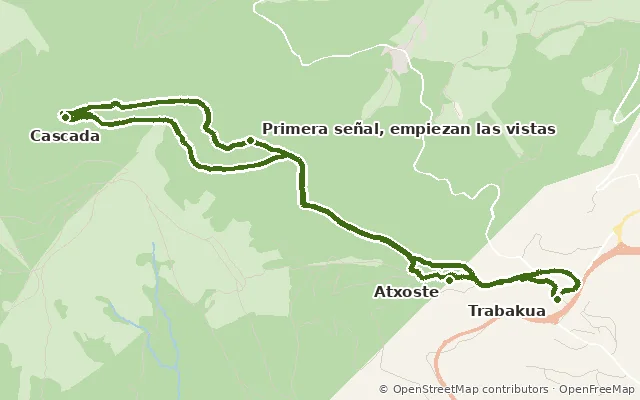 Primera señal, empiezan las vistas
Cascada
Atxoste
Trabakua
© OpenStreetMap contributors · OpenFreeMap